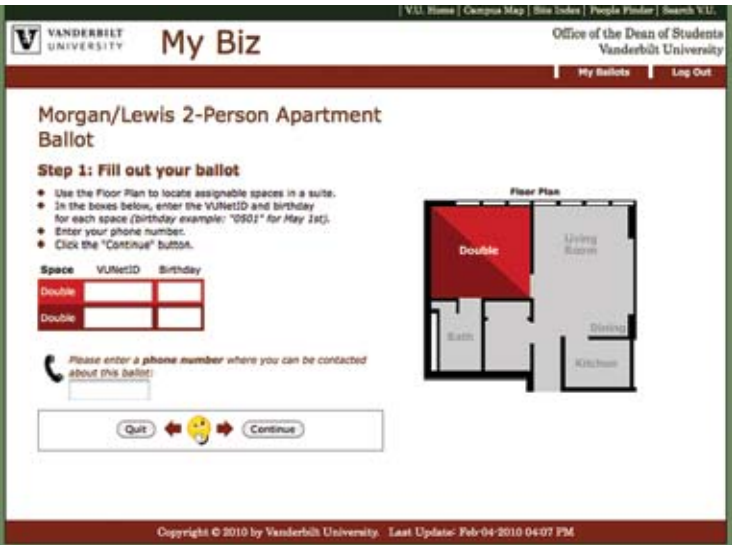 | V.U. Home | Campus Map | Site Index | People Finder | Search V.U.
VANDERBILT
UNIVERSITY
My Biz
Office of the Dean of Students
Vanderbilt University
My Ballots
Log Out
Morgan/Lewis 2-Person Apartment
Ballot
Step 1: Fill out your ballot
Use the Floor Plan to locate assignable spaces in a suite.
In the boxes below, enter the VUNetID and birthday
for each space (birthday example: "0501" for May 1st).
Enter your phone number.
Click the "Continue" button.
Space VUNetID Birthday
Double
Double
Please enter a phone number where you can be contacted
about this ballot:
Quit
Continue
Floor Plan
Double
Living
Room
Bath
Dining
Kitchen
Copyright © 2010 by Vanderbilt University. Last Update: Feb-04-2010 04:07 PM